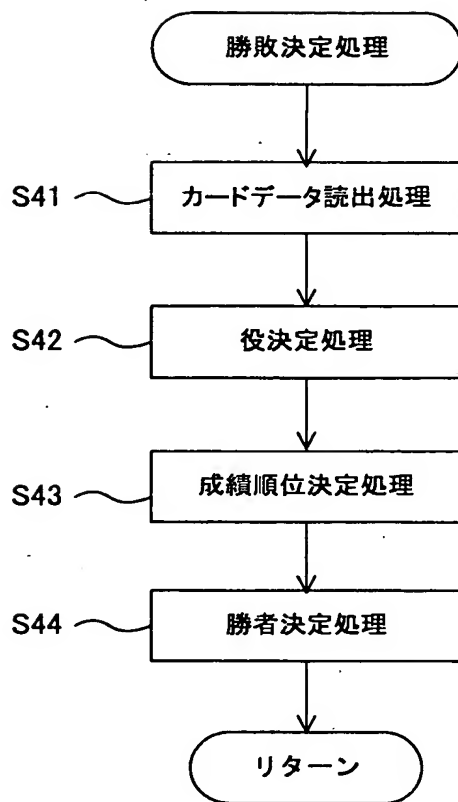 勝敗決定処理
S41 カードデータ読出処理
S42 役決定処理
S43 成績順位決定処理
S44 勝者決定処理
リターン